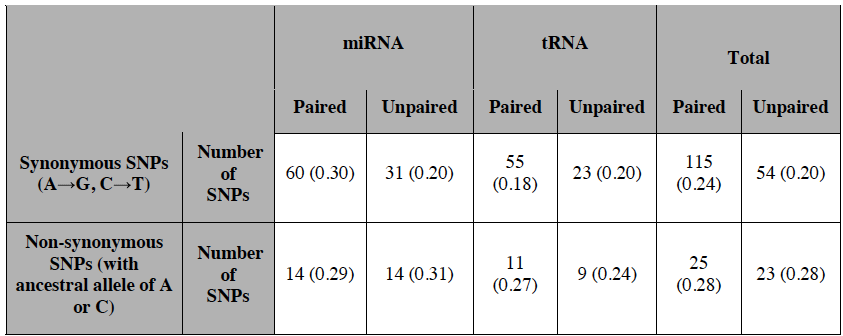 miRNA tRNA Total
Paired Unpaired Paired Unpaired Paired Unpaired
Synonymous SNPs
(A→G, C→T)
Number
of
SNPs
60 (0.30)
31 (0.20)
55
(0.18)
23 (0.20)
115
(0.24)
54 (0.20)
Non-synonymous
SNPs (with
ancestral allele of A
or C)
Number
of
SNPs
14 (0.29)
14 (0.31)
11
(0.27)
9 (0.24)
25
(0.28)
23 (0.28)